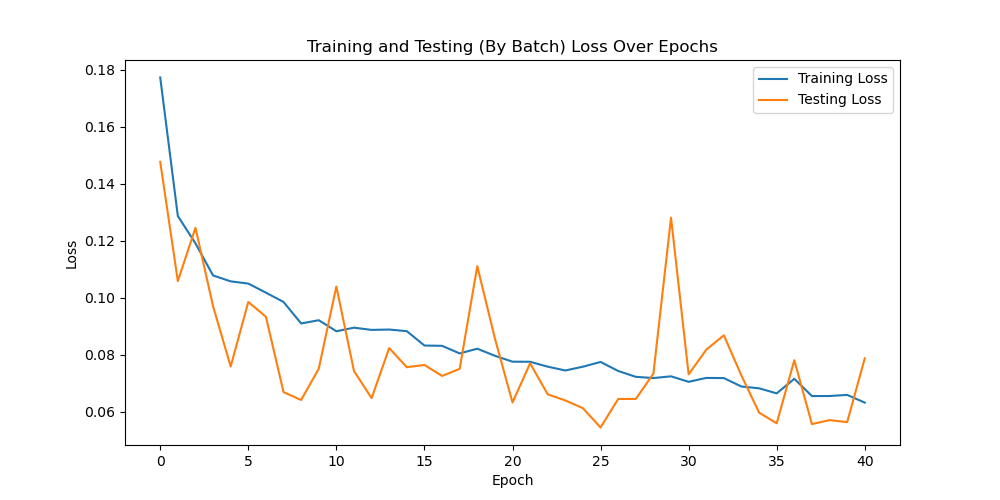 Training and Testing (By Batch) Loss Over Epochs
Training Loss
Testing Loss
0.18
0.16
0.14
0.12
0.10
0.08
0.06
Loss
0 5 10 15 20 25 30 35 40
Epoch